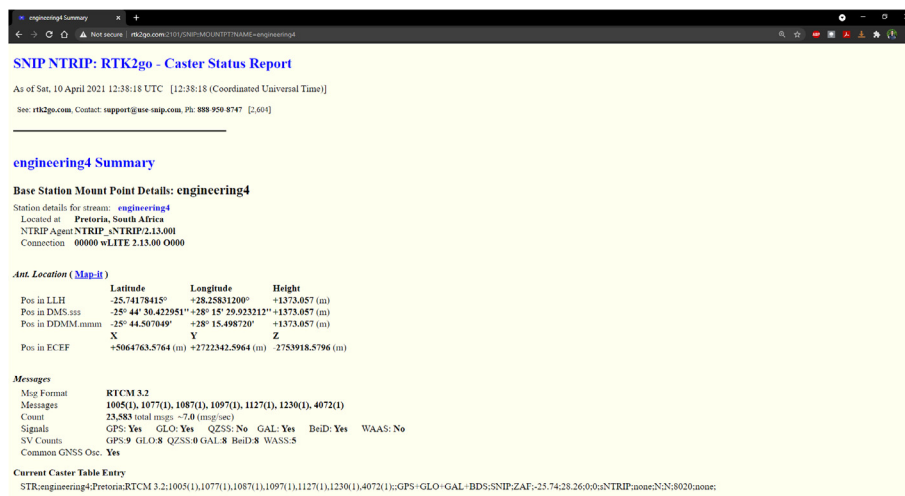 engineering4 Summary
Not secure | rtk2go.com:2101/SNIP::MOUNTPT?NAME=engineering4
SNIP NTRIP: RTK2go - Caster Status Report
As of Sat, 10 April 2021 12:38:18 UTC [12:38:18 (Coordinated Universal Time)]
See: rtk2go.com, Contact: support@use-snip.com, Ph: 888-950-8747 [2,604]
engineering4 Summary
Base Station Mount Point Details: engineering4
Station details for stream: engineering4
Located at Pretoria, South Africa
NTRIP Agent NTRIP_sNTRIP/2.13.00l
Connection 00000 wLITE 2.13.00 O000
Ant. Location ( Map-it )
Latitude Longitude Height
Pos in LLH -25.74178415° +28.25831200° +1373.057 (m)
Pos in DMS.sss -25° 44' 30.422951'' +28° 15' 29.923212'' +1373.057 (m)
Pos in DDMM.mmm -25° 44.507049' +28° 15.498720' +1373.057 (m)
X Y Z
Pos in ECEF +5064763.5764 (m) +2722342.5964 (m) -2753918.5796 (m)
Messages
Msg Format RTCM 3.2
Messages 1005(1), 1077(1), 1087(1), 1097(1), 1127(1), 1230(1), 4072(1)
Count 23,583 total msgs ~7.0 (msg/sec)
Signals GPS: Yes GLO: Yes QZSS: No GAL: Yes BeiD: Yes WAAS: No
SV Counts GPS:9 GLO:8 QZSS:0 GAL:8 BeiD:8 WASS:5
Common GNSS Osc. Yes
Current Caster Table Entry
STR;engineering4;Pretoria;RTCM 3.2;1005(1),1077(1),1087(1),1097(1),1127(1),1230(1),4072(1);;GPS+GLO+GAL+BDS;SNIP;ZAF;-25.74;28.26;0;0;sNTRIP;none;N;N;8020;none;